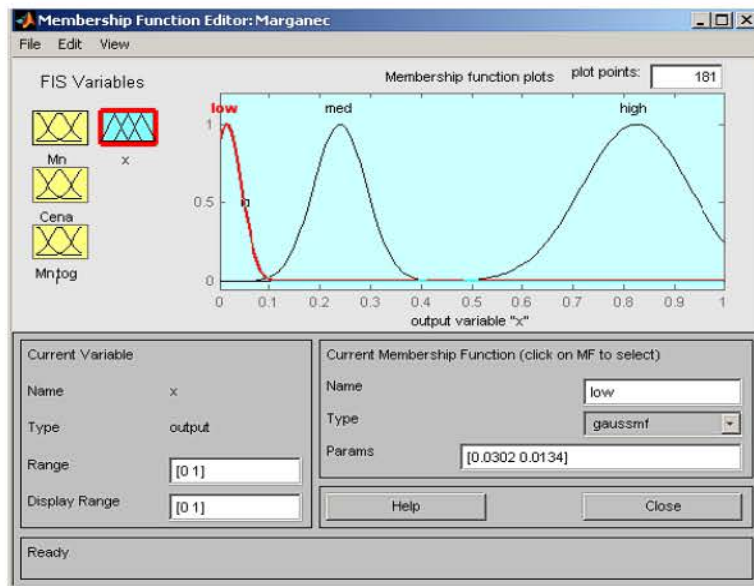 Membership Function Editor: Marganec
File Edit View
FIS Variables
Membership function plots plot points: 181
low med high
Mn
x
Cena
Mntog
1
0.5
0
0 0.1 0.2 0.3 0.4 0.5 0.6 0.7 0.8 0.9 1
output variable "x"
Current Variable
Name x
Type output
Range [0 1]
Display Range [0 1]
Current Membership Function (click on MF to select)
Name low
Type gaussmf
Params [0.0302 0.0134]
Help Close
Ready